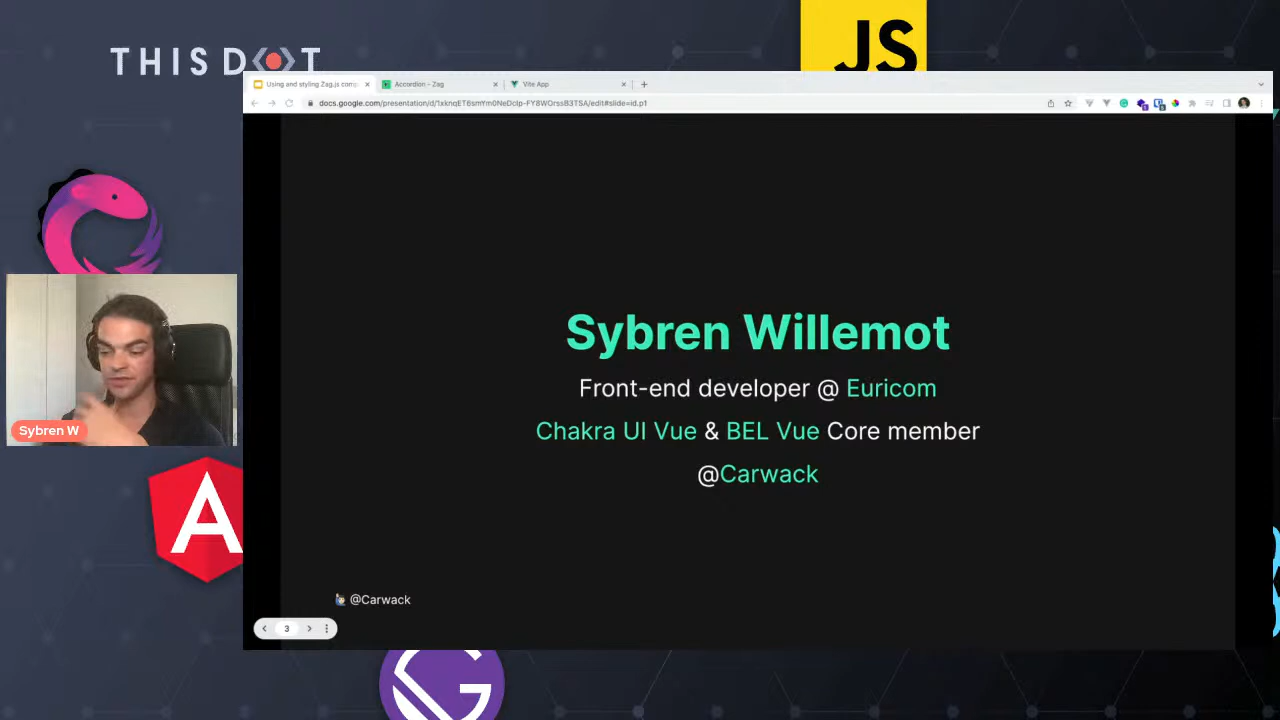 THIS DOT
JS
Using and styling Zag.js comp
Accordion - Zag
Vite App
Sybren Willemot
Front-end developer @ Euricom
Chakra UI Vue & BEL Vue Core member
@Carwack
Sybren W
@Carwack
3